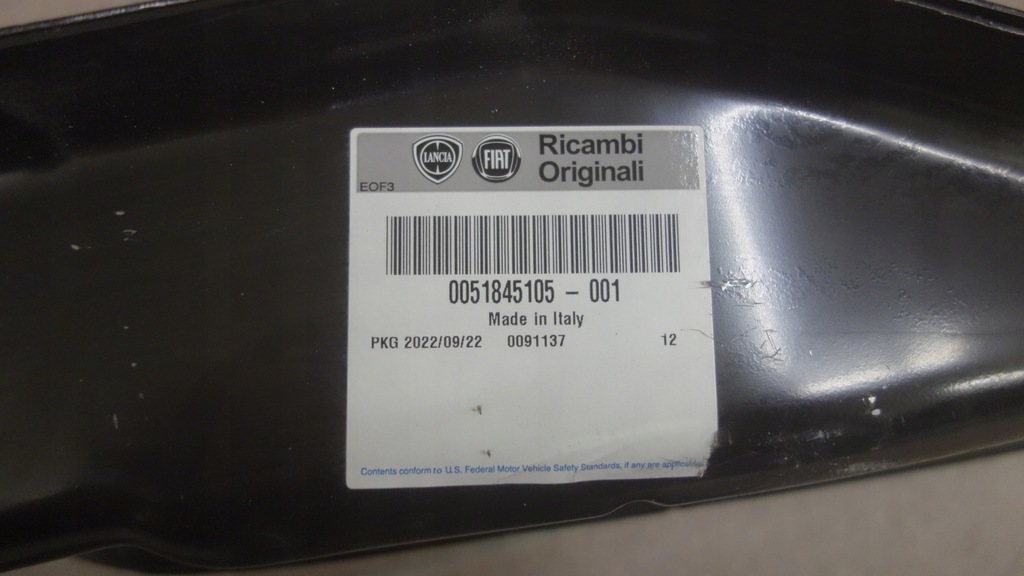 LANCIA FIAT Ricambi
Originali
EOF3
0051845105 - 001
Made in Italy
PKG 2022/09/22 0091137 12
Contents conform to U.S. Federal Motor Vehicle Safety Standards, if any are applicable